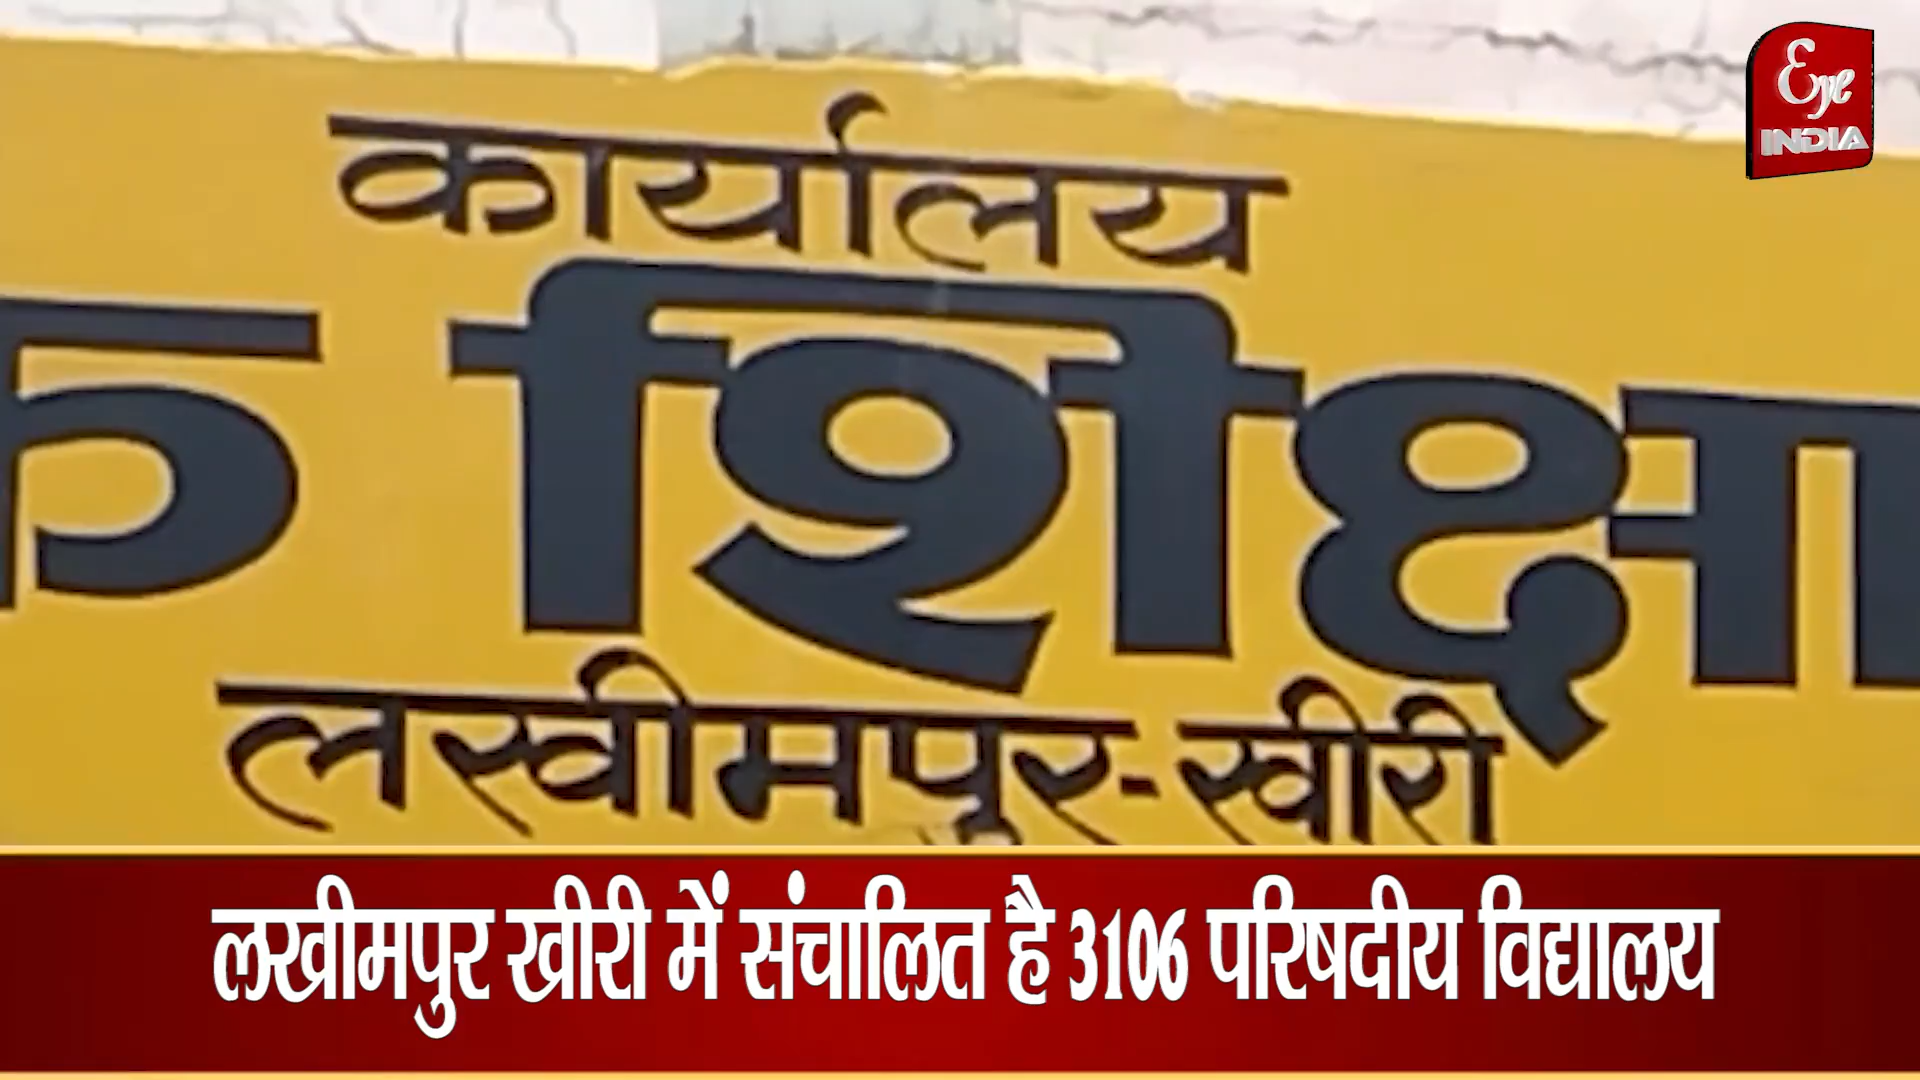 Eye
INDIA
कार्यालय
क शिक्षा
लखीमपुर-खीरी
लखीमपुर खीरी में संचालित है 3106 परिषदीय विद्यालय